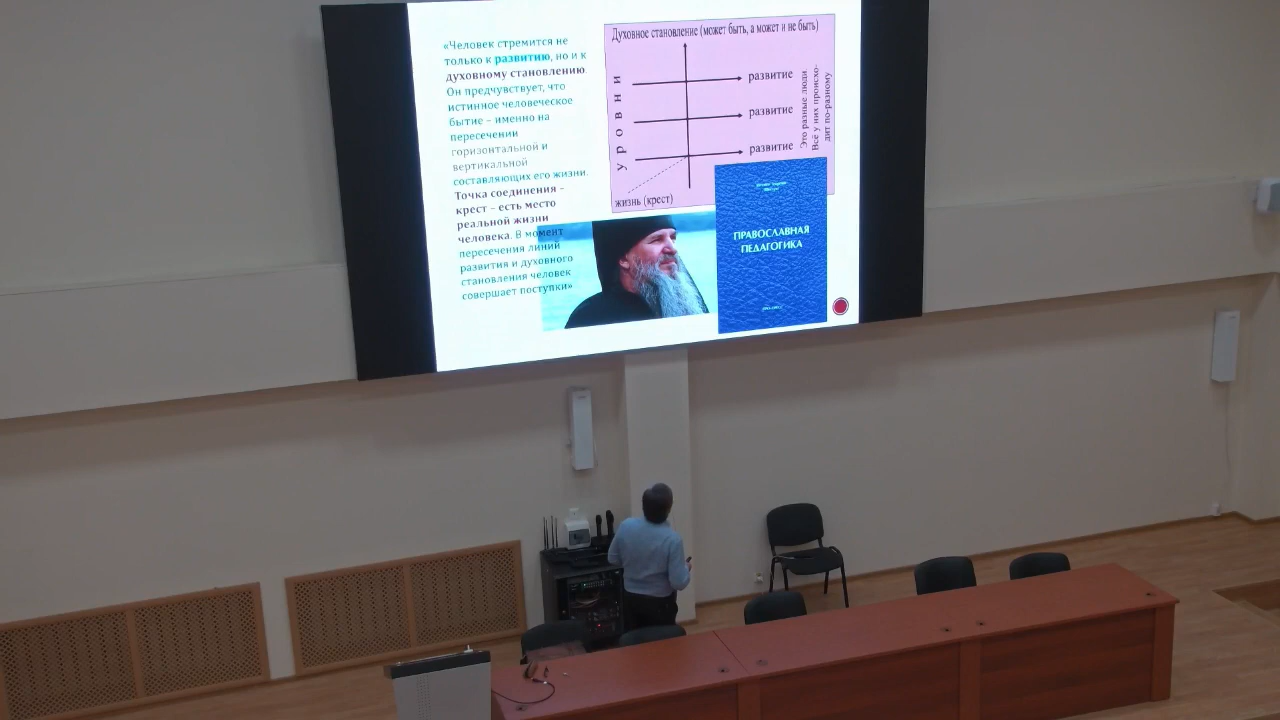 «Человек стремится не
только к развитию, но и к
духовному становлению.
Он предчувствует, что
истинное человеческое
бытие – именно на
пересечении
горизонтальной и
вертикальной
составляющих его жизни.
Точка соединения –
крест – есть место
реальной жизни
человека. В момент
пересечения линий
развития и духовного
становления человек
совершает поступки»
Духовное становление (может быть, а может и не быть)
уровни
развитие
развитие
развитие
Это разные люди
Всё у них происхо-
дит по-разному
жизнь (крест)
ПРАВОСЛАВНАЯ
ПЕДАГОГИКА